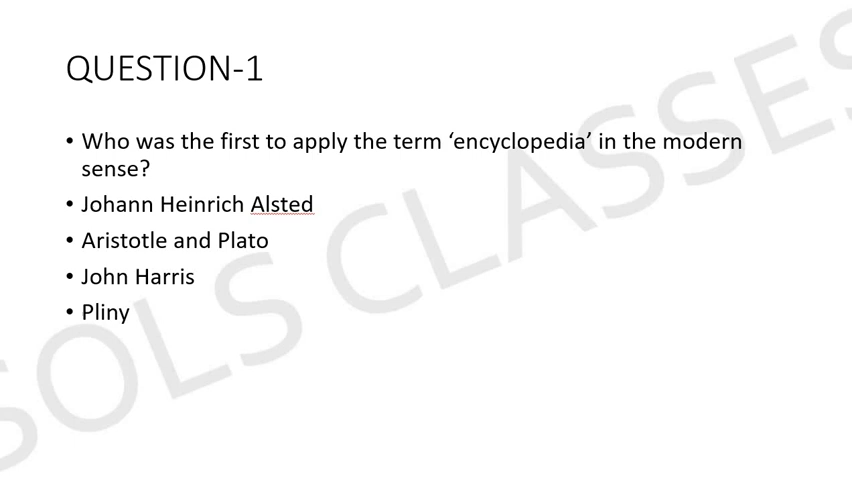 QUESTION-1
• Who was the first to apply the term ‘encyclopedia’ in the modern
sense?
• Johann Heinrich Alsted
• Aristotle and Plato
• John Harris
• Pliny
SOLS CLASSES